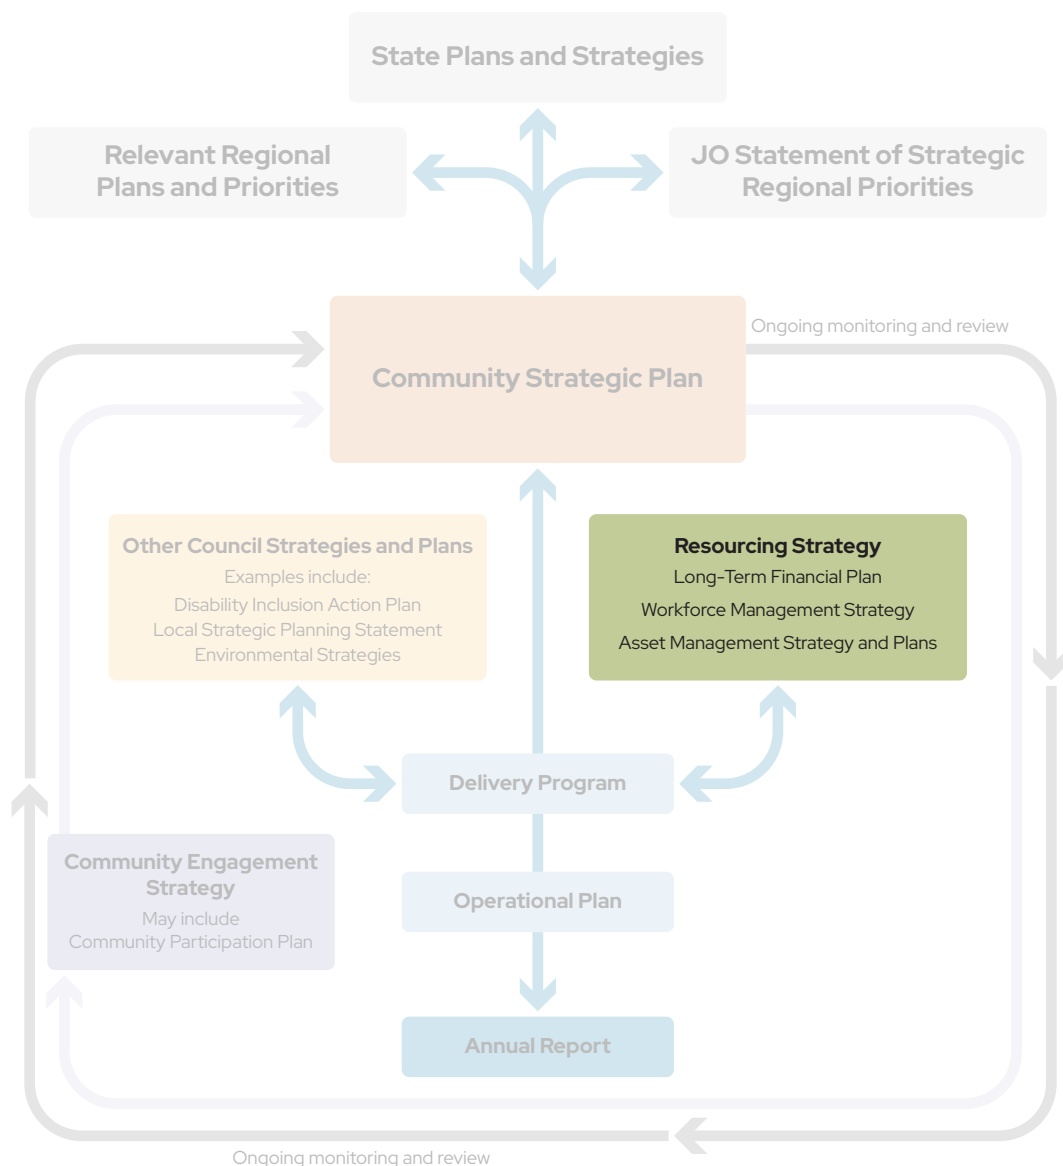 State Plans and Strategies
Relevant Regional
Plans and Priorities
JO Statement of Strategic
Regional Priorities
Ongoing monitoring and review
Community Strategic Plan
Other Council Strategies and Plans
Examples include:
Disability Inclusion Action Plan
Local Strategic Planning Statement
Environmental Strategies
Resourcing Strategy
Long-Term Financial Plan
Workforce Management Strategy
Asset Management Strategy and Plans
Delivery Program
Community Engagement
Strategy
May include
Community Participation Plan
Operational Plan
Annual Report
Ongoing monitoring and review